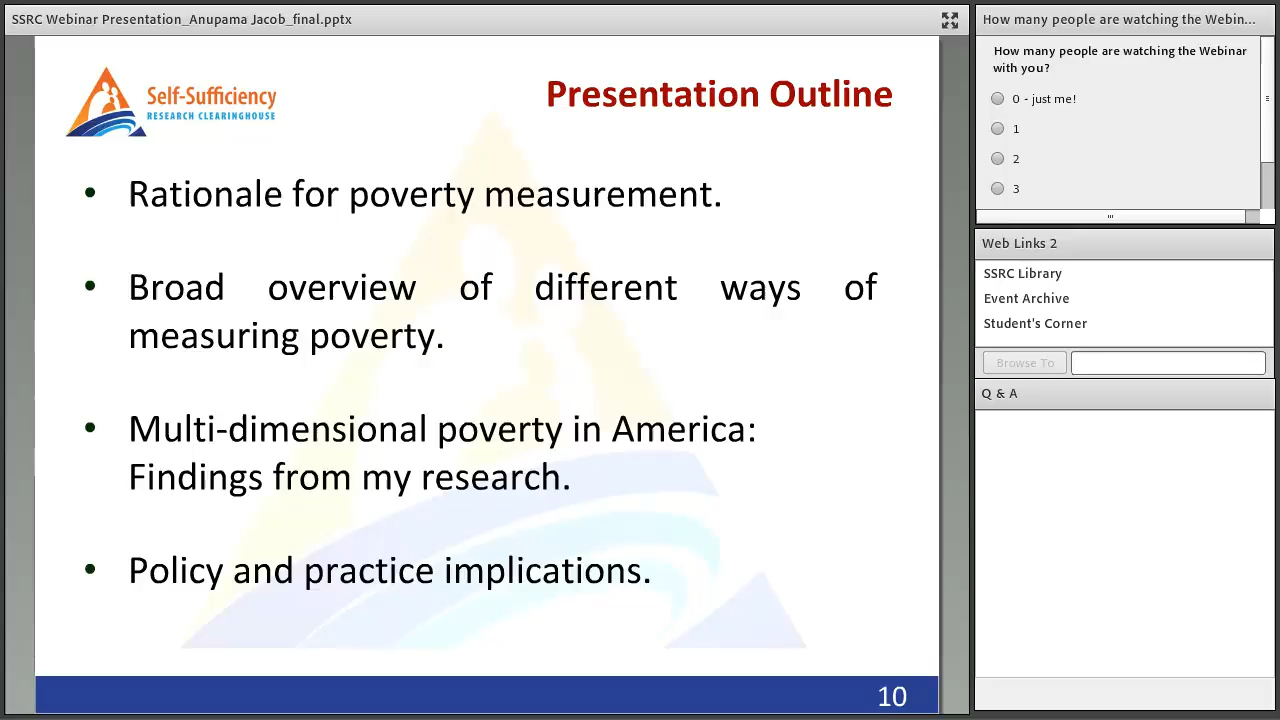 SSRC Webinar Presentation_Anupama Jacob_final.pptx
Self-Sufficiency
RESEARCH CLEARINGHOUSE
Presentation Outline
• Rationale for poverty measurement.
• Broad overview of different ways of
measuring poverty.
• Multi-dimensional poverty in America:
Findings from my research.
• Policy and practice implications.
10
How many people are watching the Webin...
How many people are watching the Webinar
with you?
0 - just me!
1
2
3
Web Links 2
SSRC Library
Event Archive
Student's Corner
Browse To
Q & A